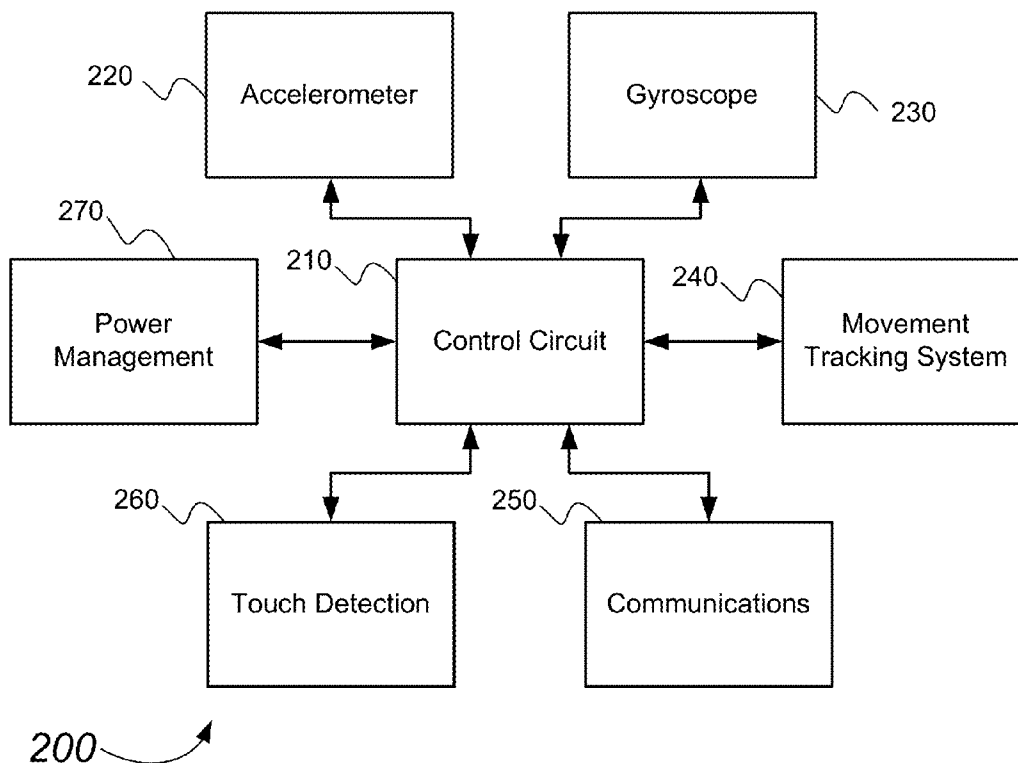 220
Accelerometer
Gyroscope
230
270
210
240
Power
Management
Control Circuit
Movement
Tracking System
260
250
Touch Detection
Communications
200